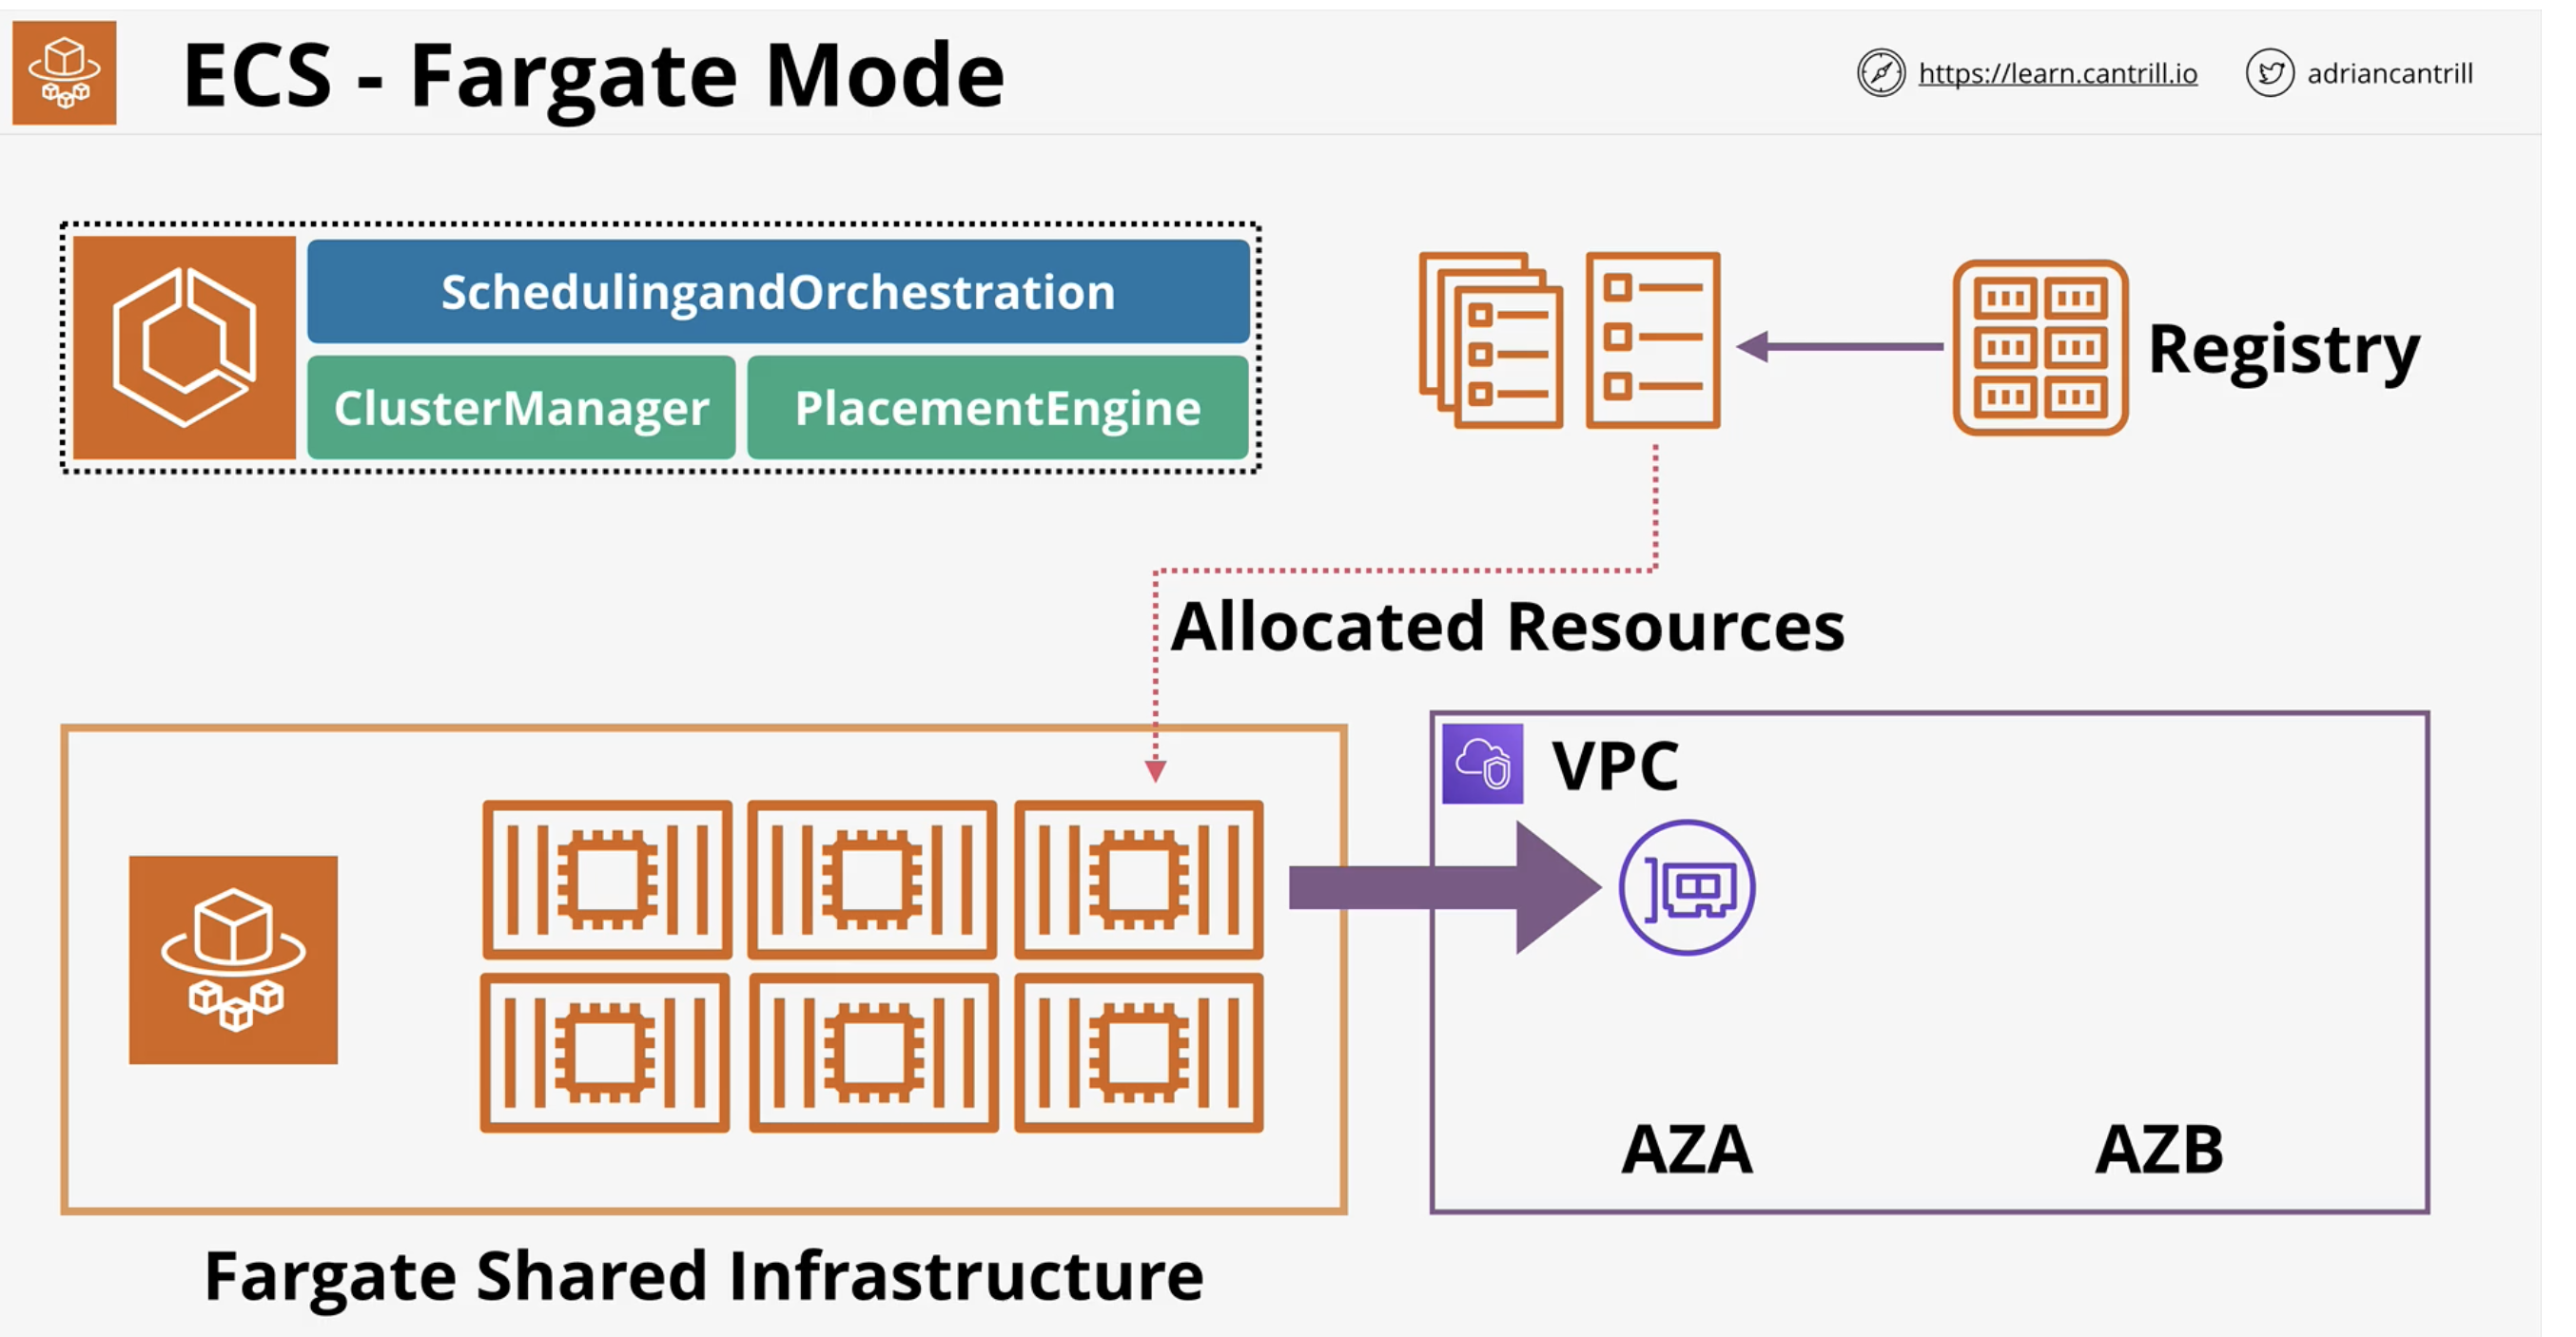 ECS - Fargate Mode
https://learn.cantrill.io
adriancantrill
SchedulingandOrchestration
ClusterManager
PlacementEngine
Registry
Allocated Resources
VPC
AZA
AZB
Fargate Shared Infrastructure